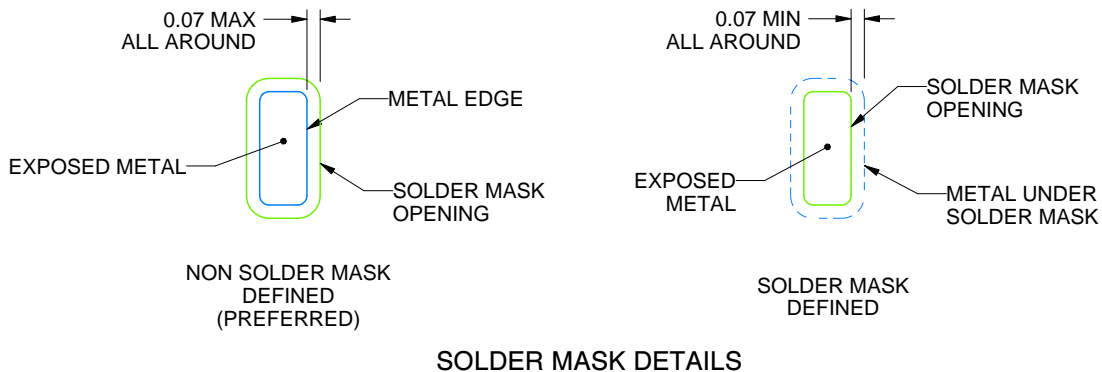 0.07 MAX
ALL AROUND
METAL EDGE
EXPOSED METAL
SOLDER MASK
OPENING
NON SOLDER MASK
DEFINED
(PREFERRED)
0.07 MIN
ALL AROUND
SOLDER MASK
OPENING
EXPOSED
METAL
METAL UNDER
SOLDER MASK
SOLDER MASK
DEFINED
SOLDER MASK DETAILS